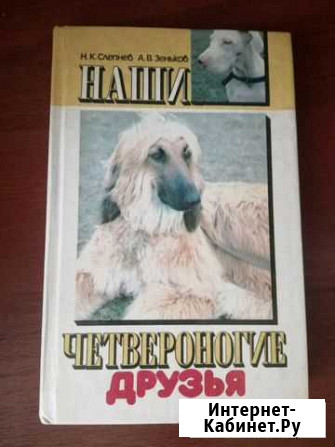 Н. К. Слепнев А. В. Зеньков
НАШИ
ЧЕТВЕРОНОГИЕ
ДРУЗЬЯ
Интернет-
Кабинет.Ру